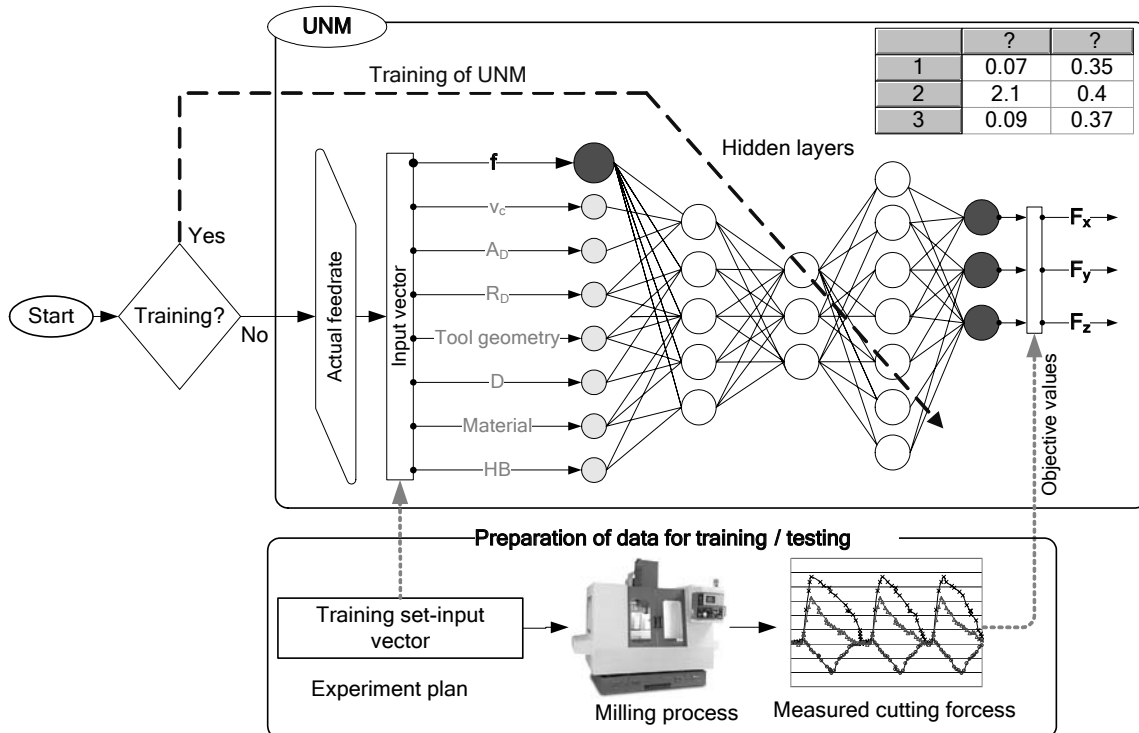 UNM
? ?
1 0.07 0.35
2 2.1 0.4
3 0.09 0.37
Training of UNM
Hidden layers
Start
Training?
Yes
No
Actual feedrate
Input vector
f
vc
AD
RD
Tool geometry
D
Material
HB
Fx
Fy
Fz
Objective values
Preparation of data for training / testing
Training set-input
vector
Experiment plan
Milling process
Measured cutting forcess